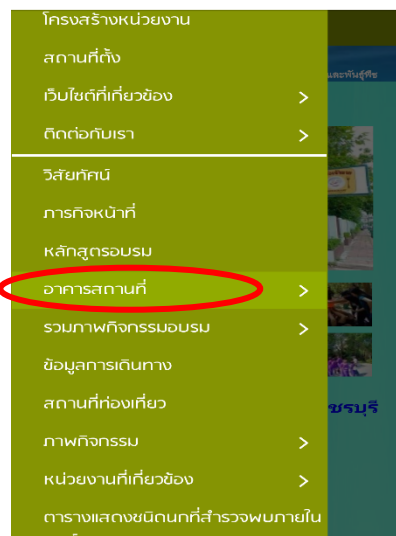 โครงสร้างหน่วยงาน
สถานที่ตั้ง
และพันธุ์พืช
เว็บไซต์ที่เกี่ยวข้อง >
ติดต่อกับเรา >
วิสัยทัศน์
ภารกิจหน้าที่
หลักสูตรอบรม
อาคารสถานที่ >
รวมภาพกิจกรรมอบรม >
ข้อมูลการเดินทาง
สถานที่ท่องเที่ยว
ชรบุรี
ภาพกิจกรรม >
หน่วยงานที่เกี่ยวข้อง >
ตารางแสดงชนิดนกที่สำรวจพบภายใน